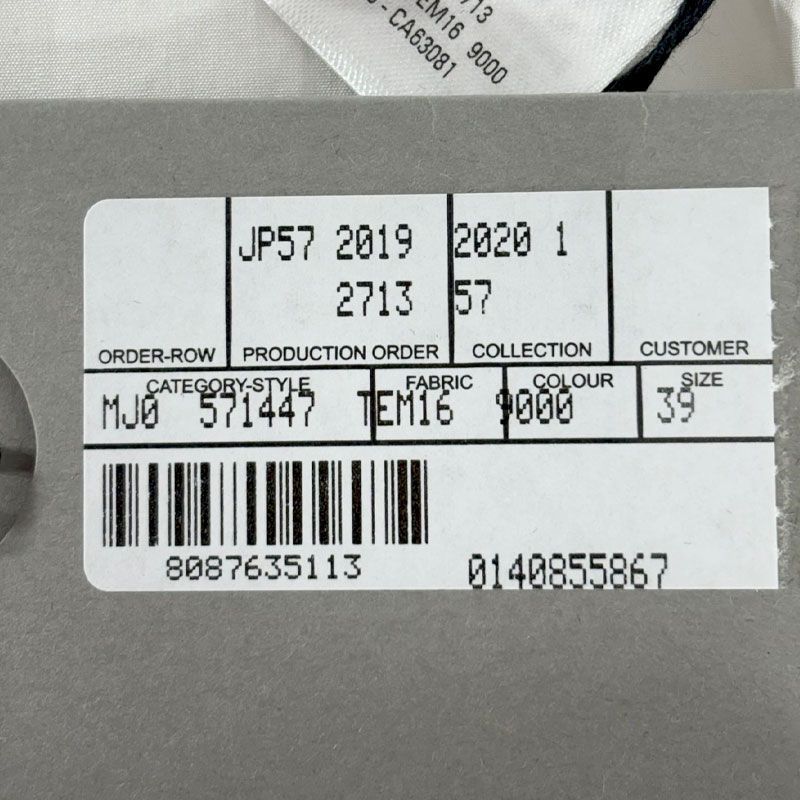 713
EM16 9000
- CA63081
JP57 2019 2020 1
2713 57
ORDER-ROW PRODUCTION ORDER COLLECTION CUSTOMER
CATEGORY-STYLE FABRIC COLOUR SIZE
MJ0 571447 TEM16 9000 39
8087635113 0140855867